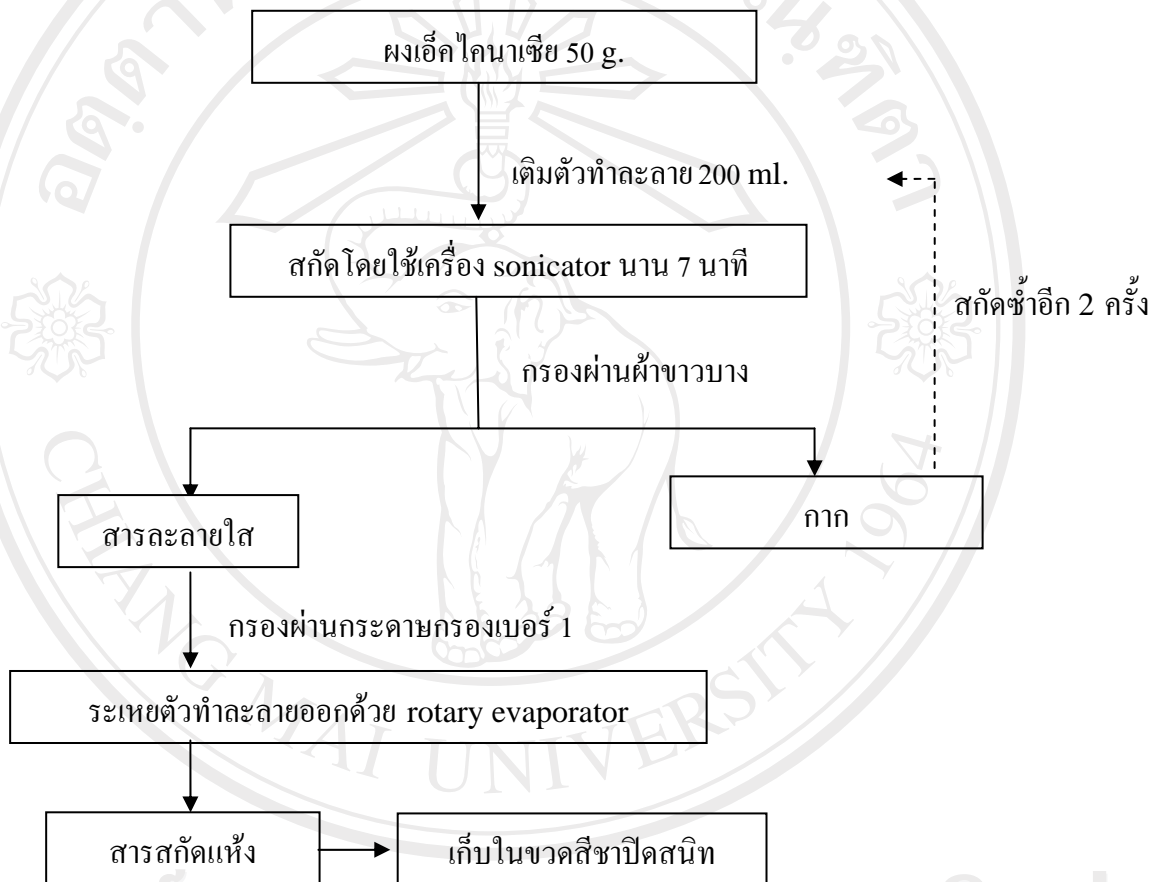 ผงเอ็คไคนาเซีย 50 g.
เติมตัวทำละลาย 200 ml.
สกัดโดยใช้เครื่อง sonicator นาน 7 นาที
สกัดซ้ำอีก 2 ครั้ง
กรองผ่านผ้าขาวบาง
สารละลายใส
กาก
กรองผ่านกระดาษกรองเบอร์ 1
ระเหยตัวทำละลายออกด้วย rotary evaporator
สารสกัดแห้ง
เก็บในขวดสีชาปิดสนิท
CHIANG MAI UNIVERSITY 1964